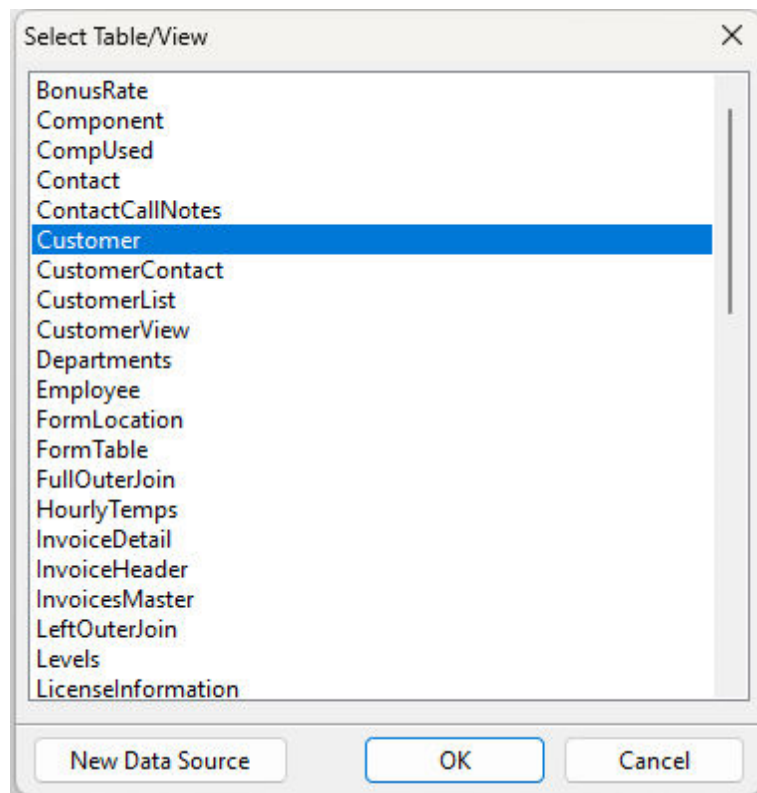 Select Table/View
BonusRate
Component
CompUsed
Contact
ContactCallNotes
Customer
CustomerContact
CustomerList
CustomerView
Departments
Employee
FormLocation
FormTable
FullOuterJoin
HourlyTemps
InvoiceDetail
InvoiceHeader
InvoicesMaster
LeftOuterJoin
Levels
LicenseInformation
New Data Source OK Cancel